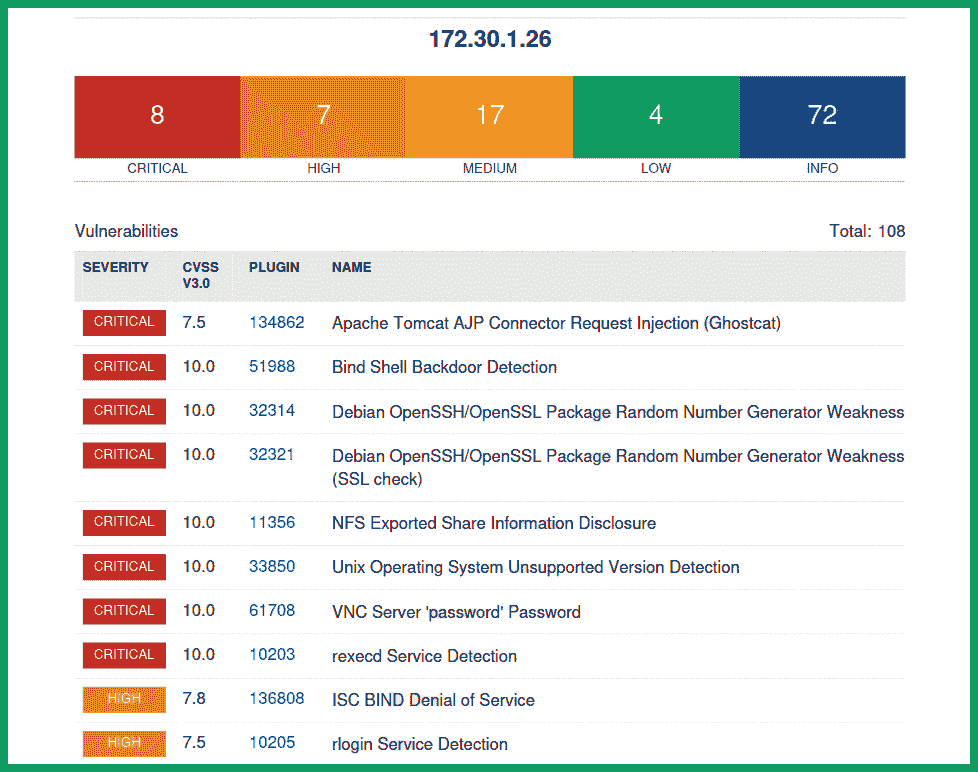 172.30.1.26
8 7 17 4 72
CRITICAL HIGH MEDIUM LOW INFO
Vulnerabilities Total: 108
SEVERITY CVSS PLUGIN NAME
V3.0
CRITICAL 7.5 134862 Apache Tomcat AJP Connector Request Injection (Ghostcat)
CRITICAL 10.0 51988 Bind Shell Backdoor Detection
CRITICAL 10.0 32314 Debian OpenSSH/OpenSSL Package Random Number Generator Weakness
CRITICAL 10.0 32321 Debian OpenSSH/OpenSSL Package Random Number Generator Weakness
(SSL check)
CRITICAL 10.0 11356 NFS Exported Share Information Disclosure
CRITICAL 10.0 33850 Unix Operating System Unsupported Version Detection
CRITICAL 10.0 61708 VNC Server 'password' Password
CRITICAL 10.0 10203 rexecd Service Detection
HIGH 7.8 136808 ISC BIND Denial of Service
HIGH 7.5 10205 rlogin Service Detection